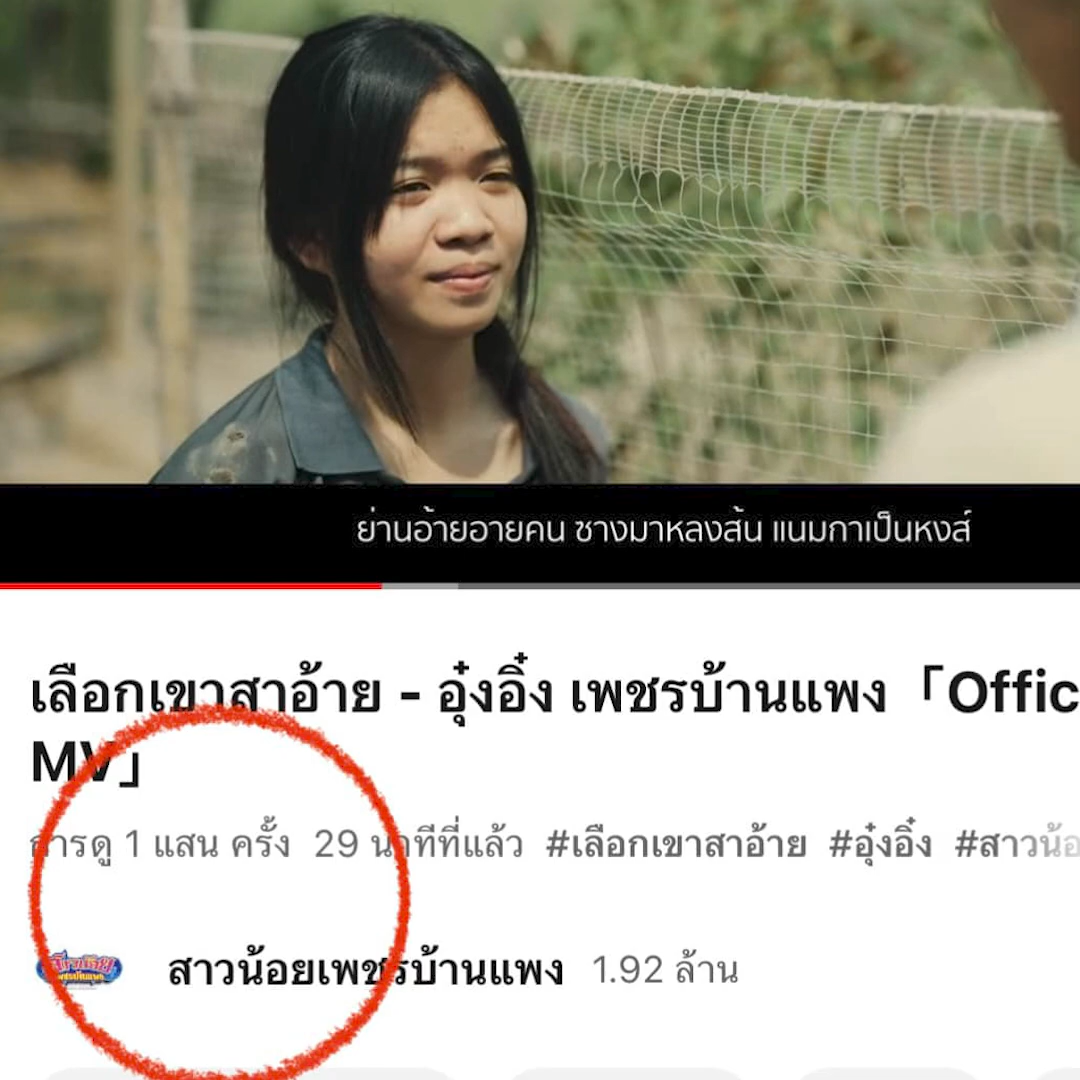 ย่านอ้ายอายคน ซางมาหลงส้น แนมกาเป็นหงส์
เลือกเขาสาอ้าย - อุ๋งอิ๋ง เพชรบ้านแพง「Offic
MV」
การดู 1 แสน ครั้ง 29 นาทีที่แล้ว #เลือกเขาสาอ้าย #อุ๋งอิ๋ง #สาวน้อ
สาวน้อยเพชรบ้านแพง 1.92 ล้าน